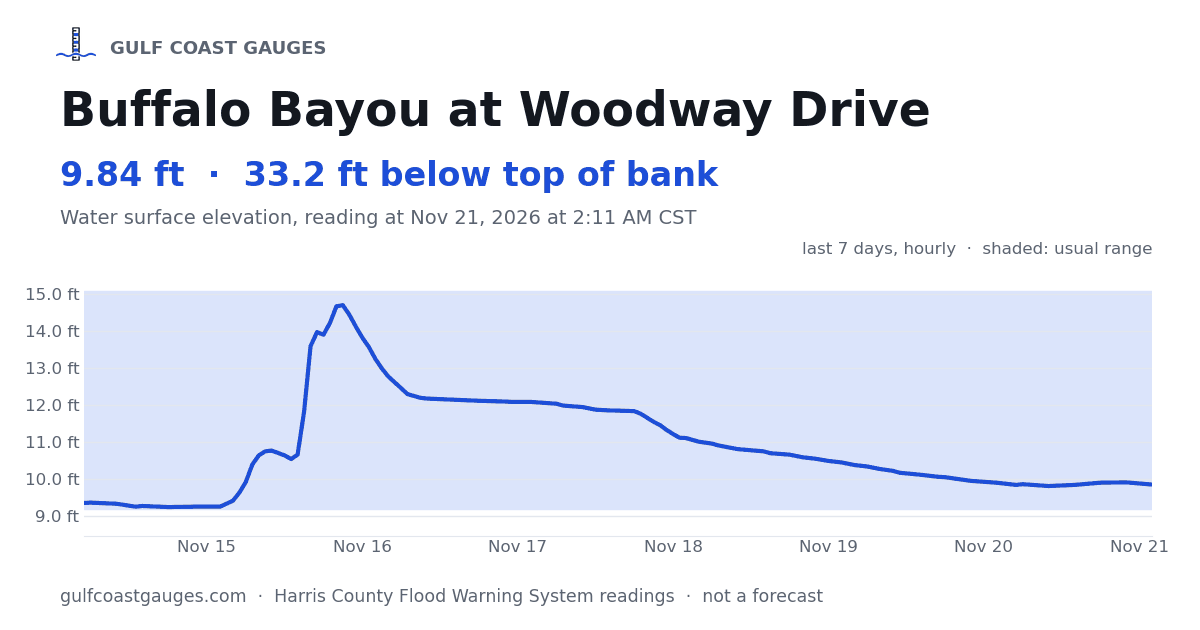 GULF COAST GAUGES
Buffalo Bayou at Woodway Drive
9.84 ft · 33.2 ft below top of bank
Water surface elevation, reading at Nov 21, 2026 at 2:11 AM CST
last 7 days, hourly · shaded: usual range
15.0 ft
14.0 ft
13.0 ft
12.0 ft
11.0 ft
10.0 ft
9.0 ft
Nov 15 Nov 16 Nov 17 Nov 18 Nov 19 Nov 20 Nov 21
gulfcoastgauges.com · Harris County Flood Warning System readings · not a forecast